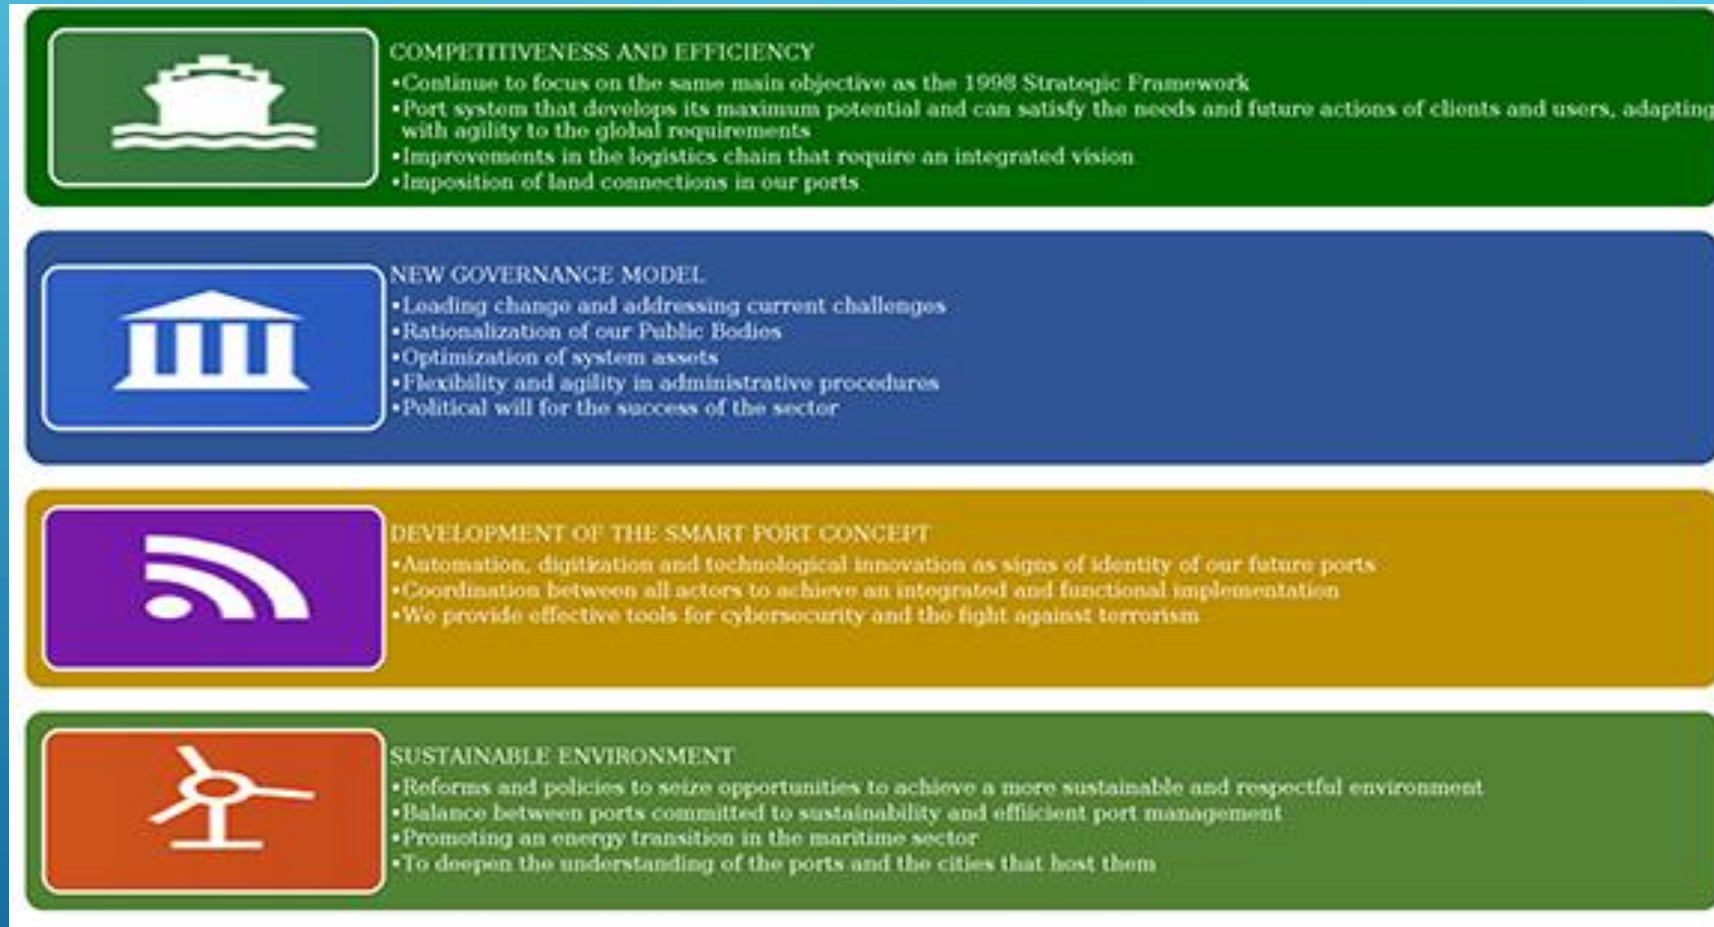 COMPETITIVENESS AND EFFICIENCY
•Continue to focus on the same main objective as the 1998 Strategic Framework
•Port system that develops its maximum potential and can satisfy the needs and future actions of clients and users, adapting
with agility to the global requirements
•Improvements in the logistics chain that require an integrated vision
•Imposition of land connections in our ports
NEW GOVERNANCE MODEL
•Leading change and addressing current challenges
•Rationalization of our Public Bodies
•Optimization of system assets
•Flexibility and agility in administrative procedures
•Political will for the success of the sector
DEVELOPMENT OF THE SMART PORT CONCEPT
•Automation, digitization and technological innovation as signs of identity of our future ports
•Coordination between all actors to achieve an integrated and functional implementation
•We provide effective tools for cybersecurity and the fight against terrorism
SUSTAINABLE ENVIRONMENT
•Reforms and policies to seize opportunities to achieve a more sustainable and respectful environment
•Balance between ports committed to sustainability and effiicient port management
•Promoting an energy transition in the maritime sector
•To deepen the understanding of the ports and the cities that host them